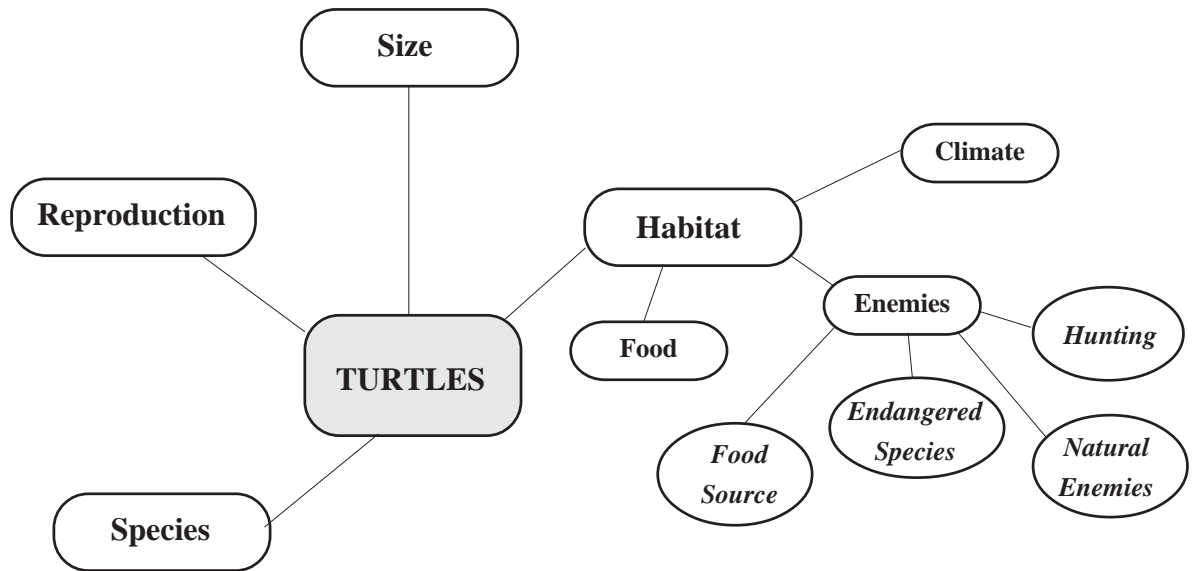 Size
Climate
Reproduction
Habitat
Enemies
Hunting
Food
TURTLES
Endangered
Species
Food
Source
Natural
Enemies
Species